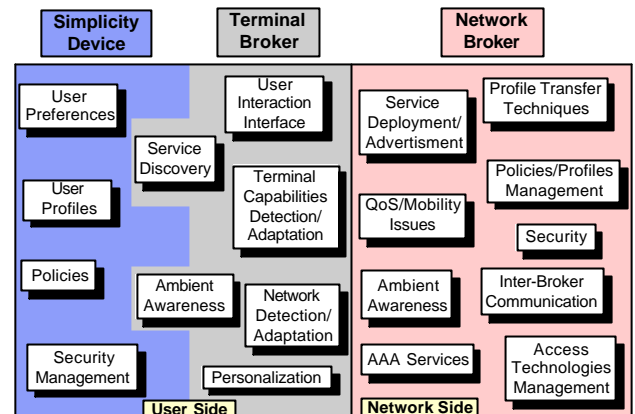 Simplicity
Device
Terminal
Broker
Network
Broker
User
Preferences
User
Profiles
Policies
Security
Management
Service
Discovery
Ambient
Awareness
User
Interaction
Interface
Terminal
Capabilities
Detection/
Adaptation
Network
Detection/
Adaptation
Personalization
User Side
Service
Deployment/
Advertisment
QoS/Mobility
Issues
Ambient
Awareness
AAA Services
Profile Transfer
Techniques
Policies/Profiles
Management
Security
Inter-Broker
Communication
Access
Technologies
Management
Network Side